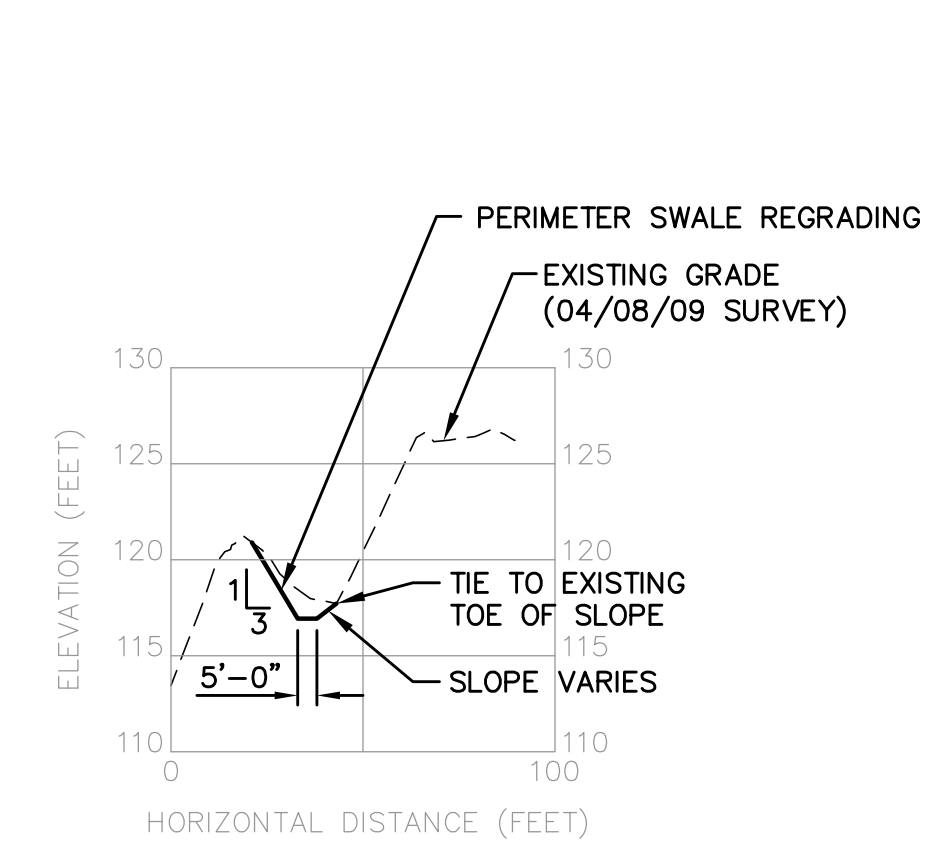 PERIMETER SWALE REGRADING
EXISTING GRADE
(04/08/09 SURVEY)
130
130
125
125
120
120
1
3
TIE TO EXISTING
TOE OF SLOPE
115
115
5'-0"
SLOPE VARIES
110
110
0
100
ELEVATION (FEET)
HORIZONTAL DISTANCE (FEET)